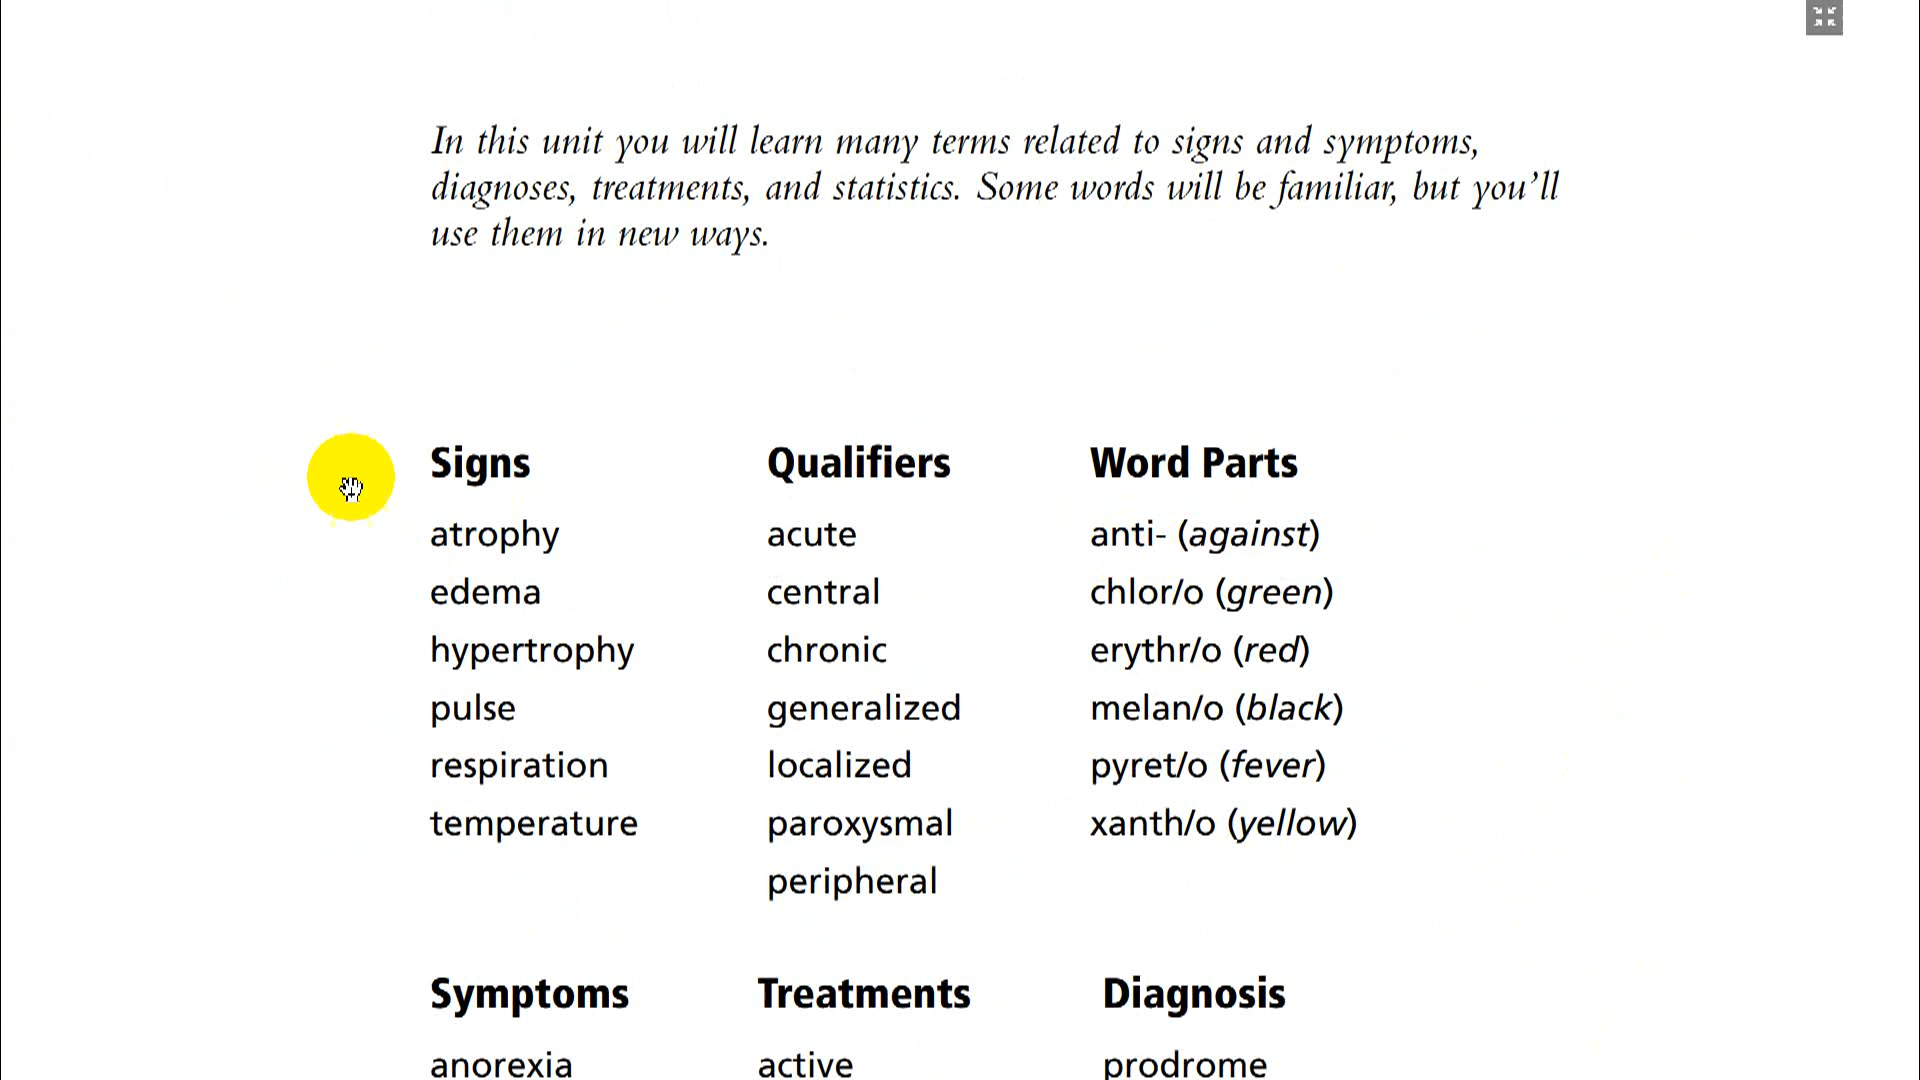 In this unit you will learn many terms related to signs and symptoms,
diagnoses, treatments, and statistics. Some words will be familiar, but you'll
use them in new ways.
Signs
atrophy
edema
hypertrophy
pulse
respiration
temperature
Qualifiers
acute
central
chronic
generalized
localized
paroxysmal
peripheral
Word Parts
anti- (against)
chlor/o (green)
erythr/o (red)
melan/o (black)
pyret/o (fever)
xanth/o (yellow)
Symptoms
anorexia
Treatments
active
Diagnosis
prodrome